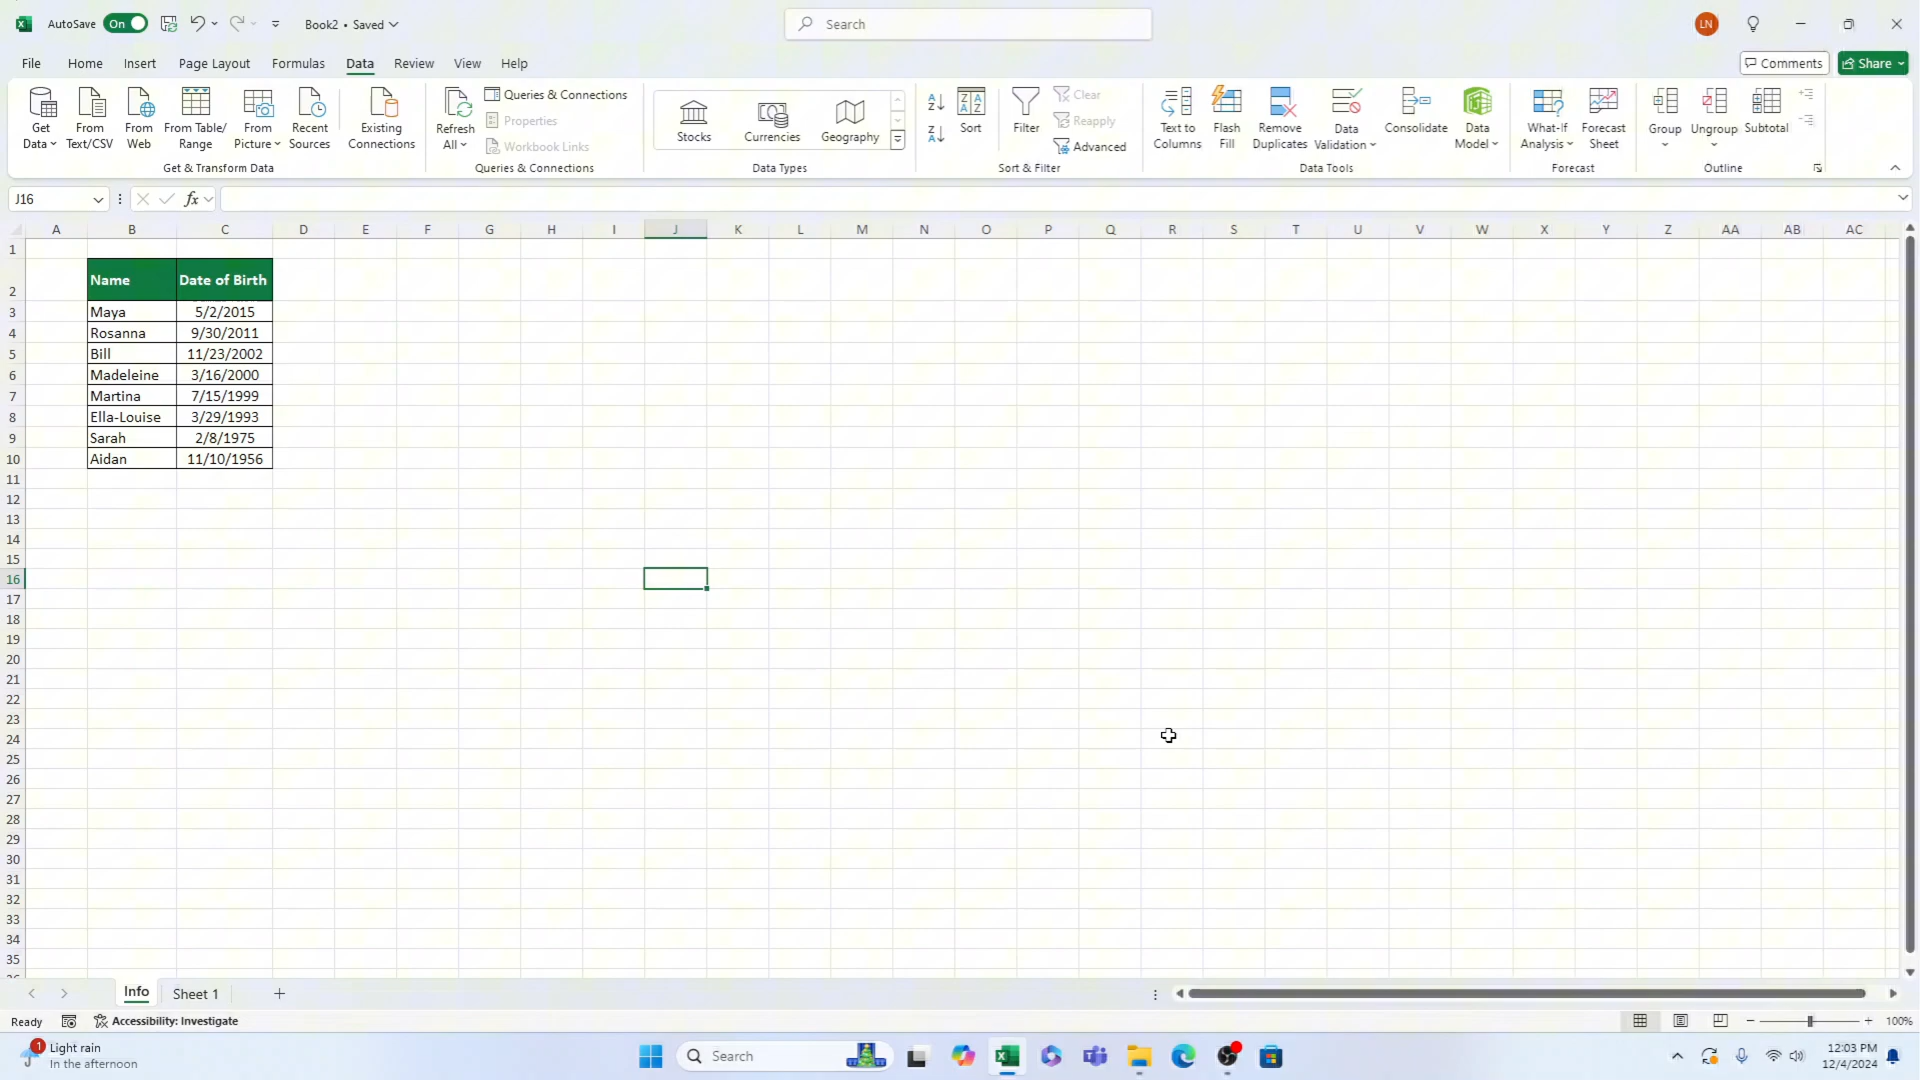 AutoSave On Book2 • Saved Search LN
File Home Insert Page Layout Formulas Data Review View Help Comments Share
Get Data From Text/CSV From Web From Table/ Range From Picture Recent Sources Existing Connections
Get & Transform Data
Refresh All Queries & Connections
Properties
Workbook Links
Queries & Connections
Stocks Currencies Geography
Data Types
A Z
Z A
Z A A Z
Sort Filter Clear
Reapply
Advanced
Sort & Filter
Text to Columns Flash Fill Remove Duplicates Data Validation Consolidate Data Model
Data Tools
What-If Analysis Forecast Sheet
Forecast
Group Ungroup Subtotal
Outline
J16 fx
A B C D E F G H I J K L M N O P Q R S T U V W X Y Z AA AB AC
1
2 Name Date of Birth
3 Maya 5/2/2015
4 Rosanna 9/30/2011
5 Bill 11/23/2002
6 Madeleine 3/16/2000
7 Martina 7/15/1999
8 Ella-Louise 3/29/1993
9 Sarah 2/8/1975
10 Aidan 11/10/1956
11
12
13
14
15
16
17
18
19
20
21
22
23
24
25
26
27
28
29
30
31
32
33
34
35
Info Sheet 1
Ready Accessibility: Investigate 100%
1 Light rain
In the afternoon
Search
12:03 PM
12/4/2024